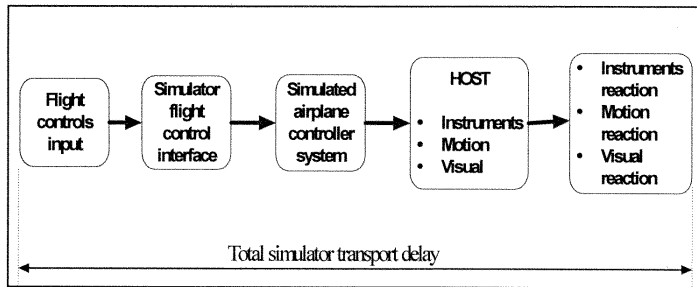 Flight
controls
input
Simulator
flight
control
interface
Simulated
airplane
controller
system
HOST
• Instruments
• Motion
• Visual
• Instruments
reaction
• Motion
reaction
• Visual
reaction
Total simulator transport delay